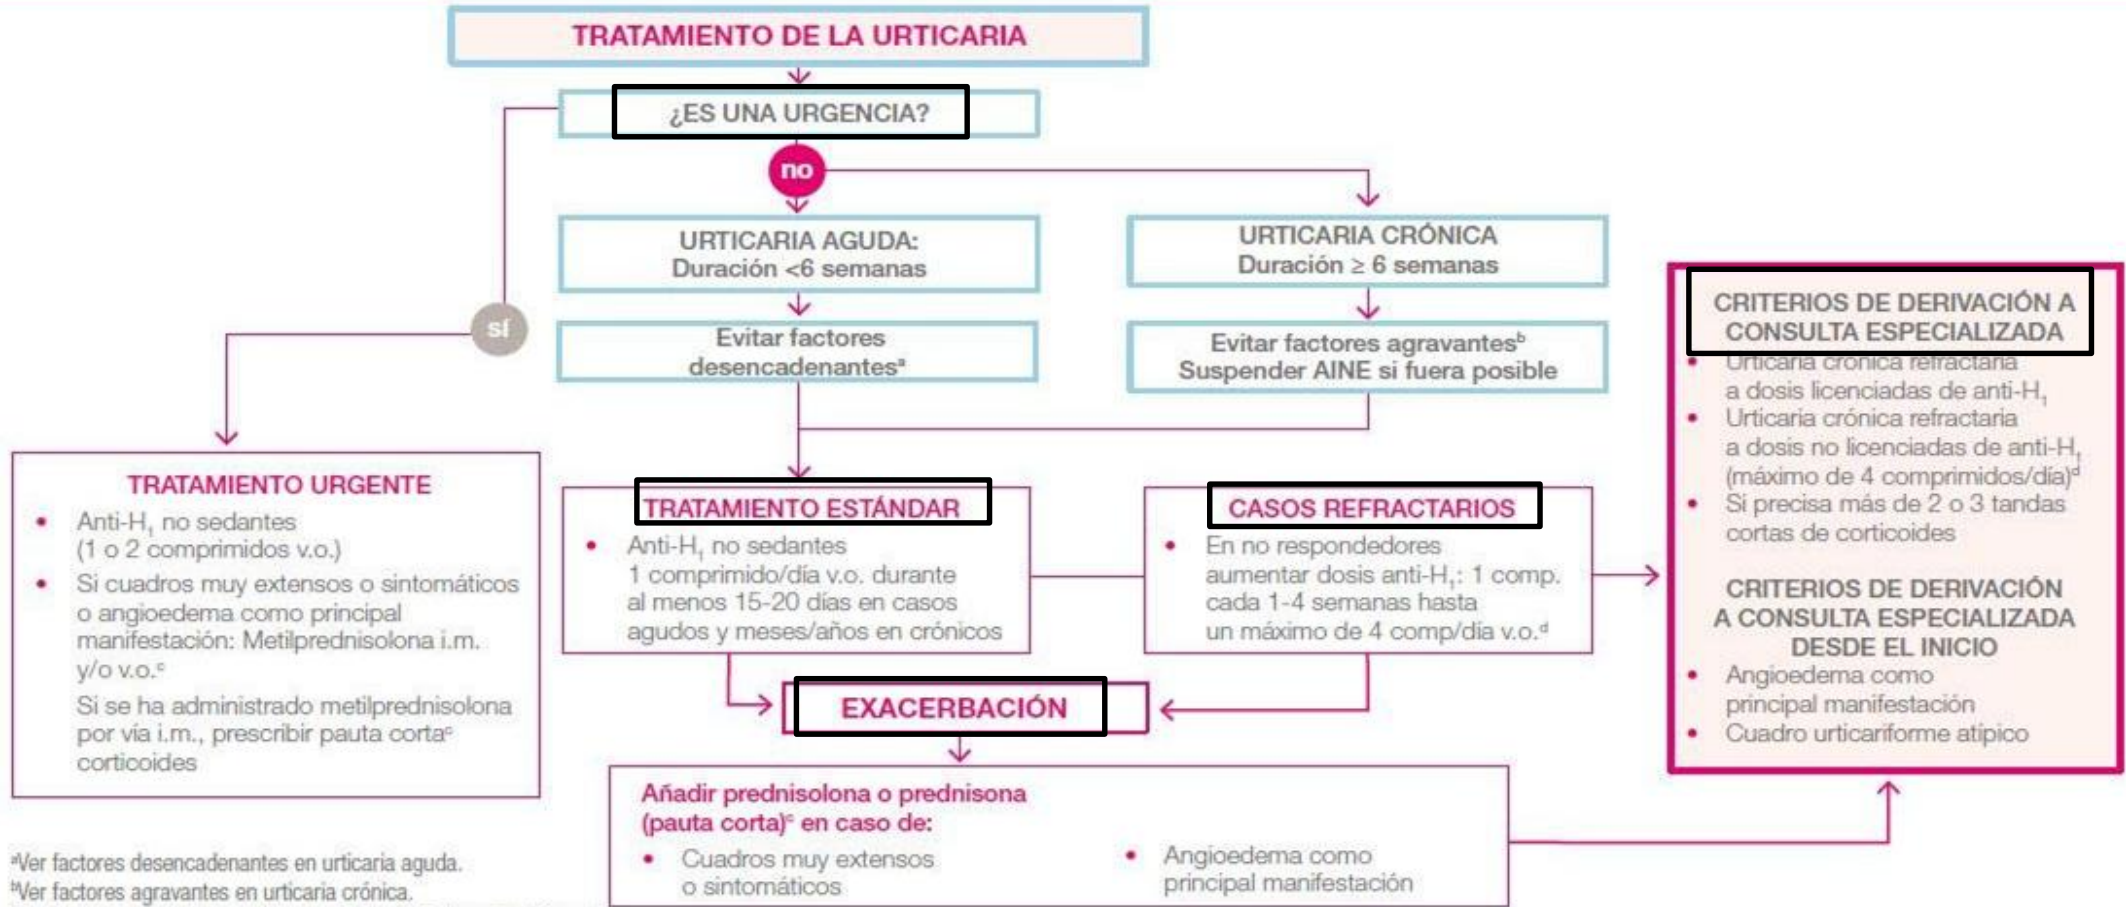 TRATAMIENTO DE LA URTICARIA
¿ES UNA URGENCIA?
no
sí
URTICARIA AGUDA:
Duración <6 semanas
URTICARIA CRÓNICA
Duración ≥ 6 semanas
Evitar factores
desencadenantesᵃ
Evitar factores agravantesᵇ
Suspender AINE si fuera posible
TRATAMIENTO URGENTE
• Anti-H₁ no sedantes
(1 o 2 comprimidos v.o.)
• Si cuadros muy extensos o sintomáticos
o angioedema como principal
manifestación: Metilprednisolona i.m.
y/o v.o.ᶜ
Si se ha administrado metilprednisolona
por vía i.m., prescribir pauta cortaᶜ
corticoides
TRATAMIENTO ESTÁNDAR
• Anti-H₁ no sedantes
1 comprimido/día v.o. durante
al menos 15-20 días en casos
agudos y meses/años en crónicos
CASOS REFRACTARIOS
• En no respondedores
aumentar dosis anti-H₁: 1 comp.
cada 1-4 semanas hasta
un máximo de 4 comp/día v.o.ᵈ
EXACERBACIÓN
Añadir prednisolona o prednisona
(pauta corta)ᶜ en caso de:
• Cuadros muy extensos
o sintomáticos
• Angioedema como
principal manifestación
CRITERIOS DE DERIVACIÓN A
CONSULTA ESPECIALIZADA
• Urticaria crónica refractaria
a dosis licenciadas de anti-H₁
• Urticaria crónica refractaria
a dosis no licenciadas de anti-H₁
(máximo de 4 comprimidos/día)ᵈ
• Si precisa más de 2 o 3 tandas
cortas de corticoides
CRITERIOS DE DERIVACIÓN
A CONSULTA ESPECIALIZADA
DESDE EL INICIO
• Angioedema como
principal manifestación
• Cuadro urticariforme atípico
ᵃVer factores desencadenantes en urticaria aguda.
ᵇVer factores agravantes en urticaria crónica.